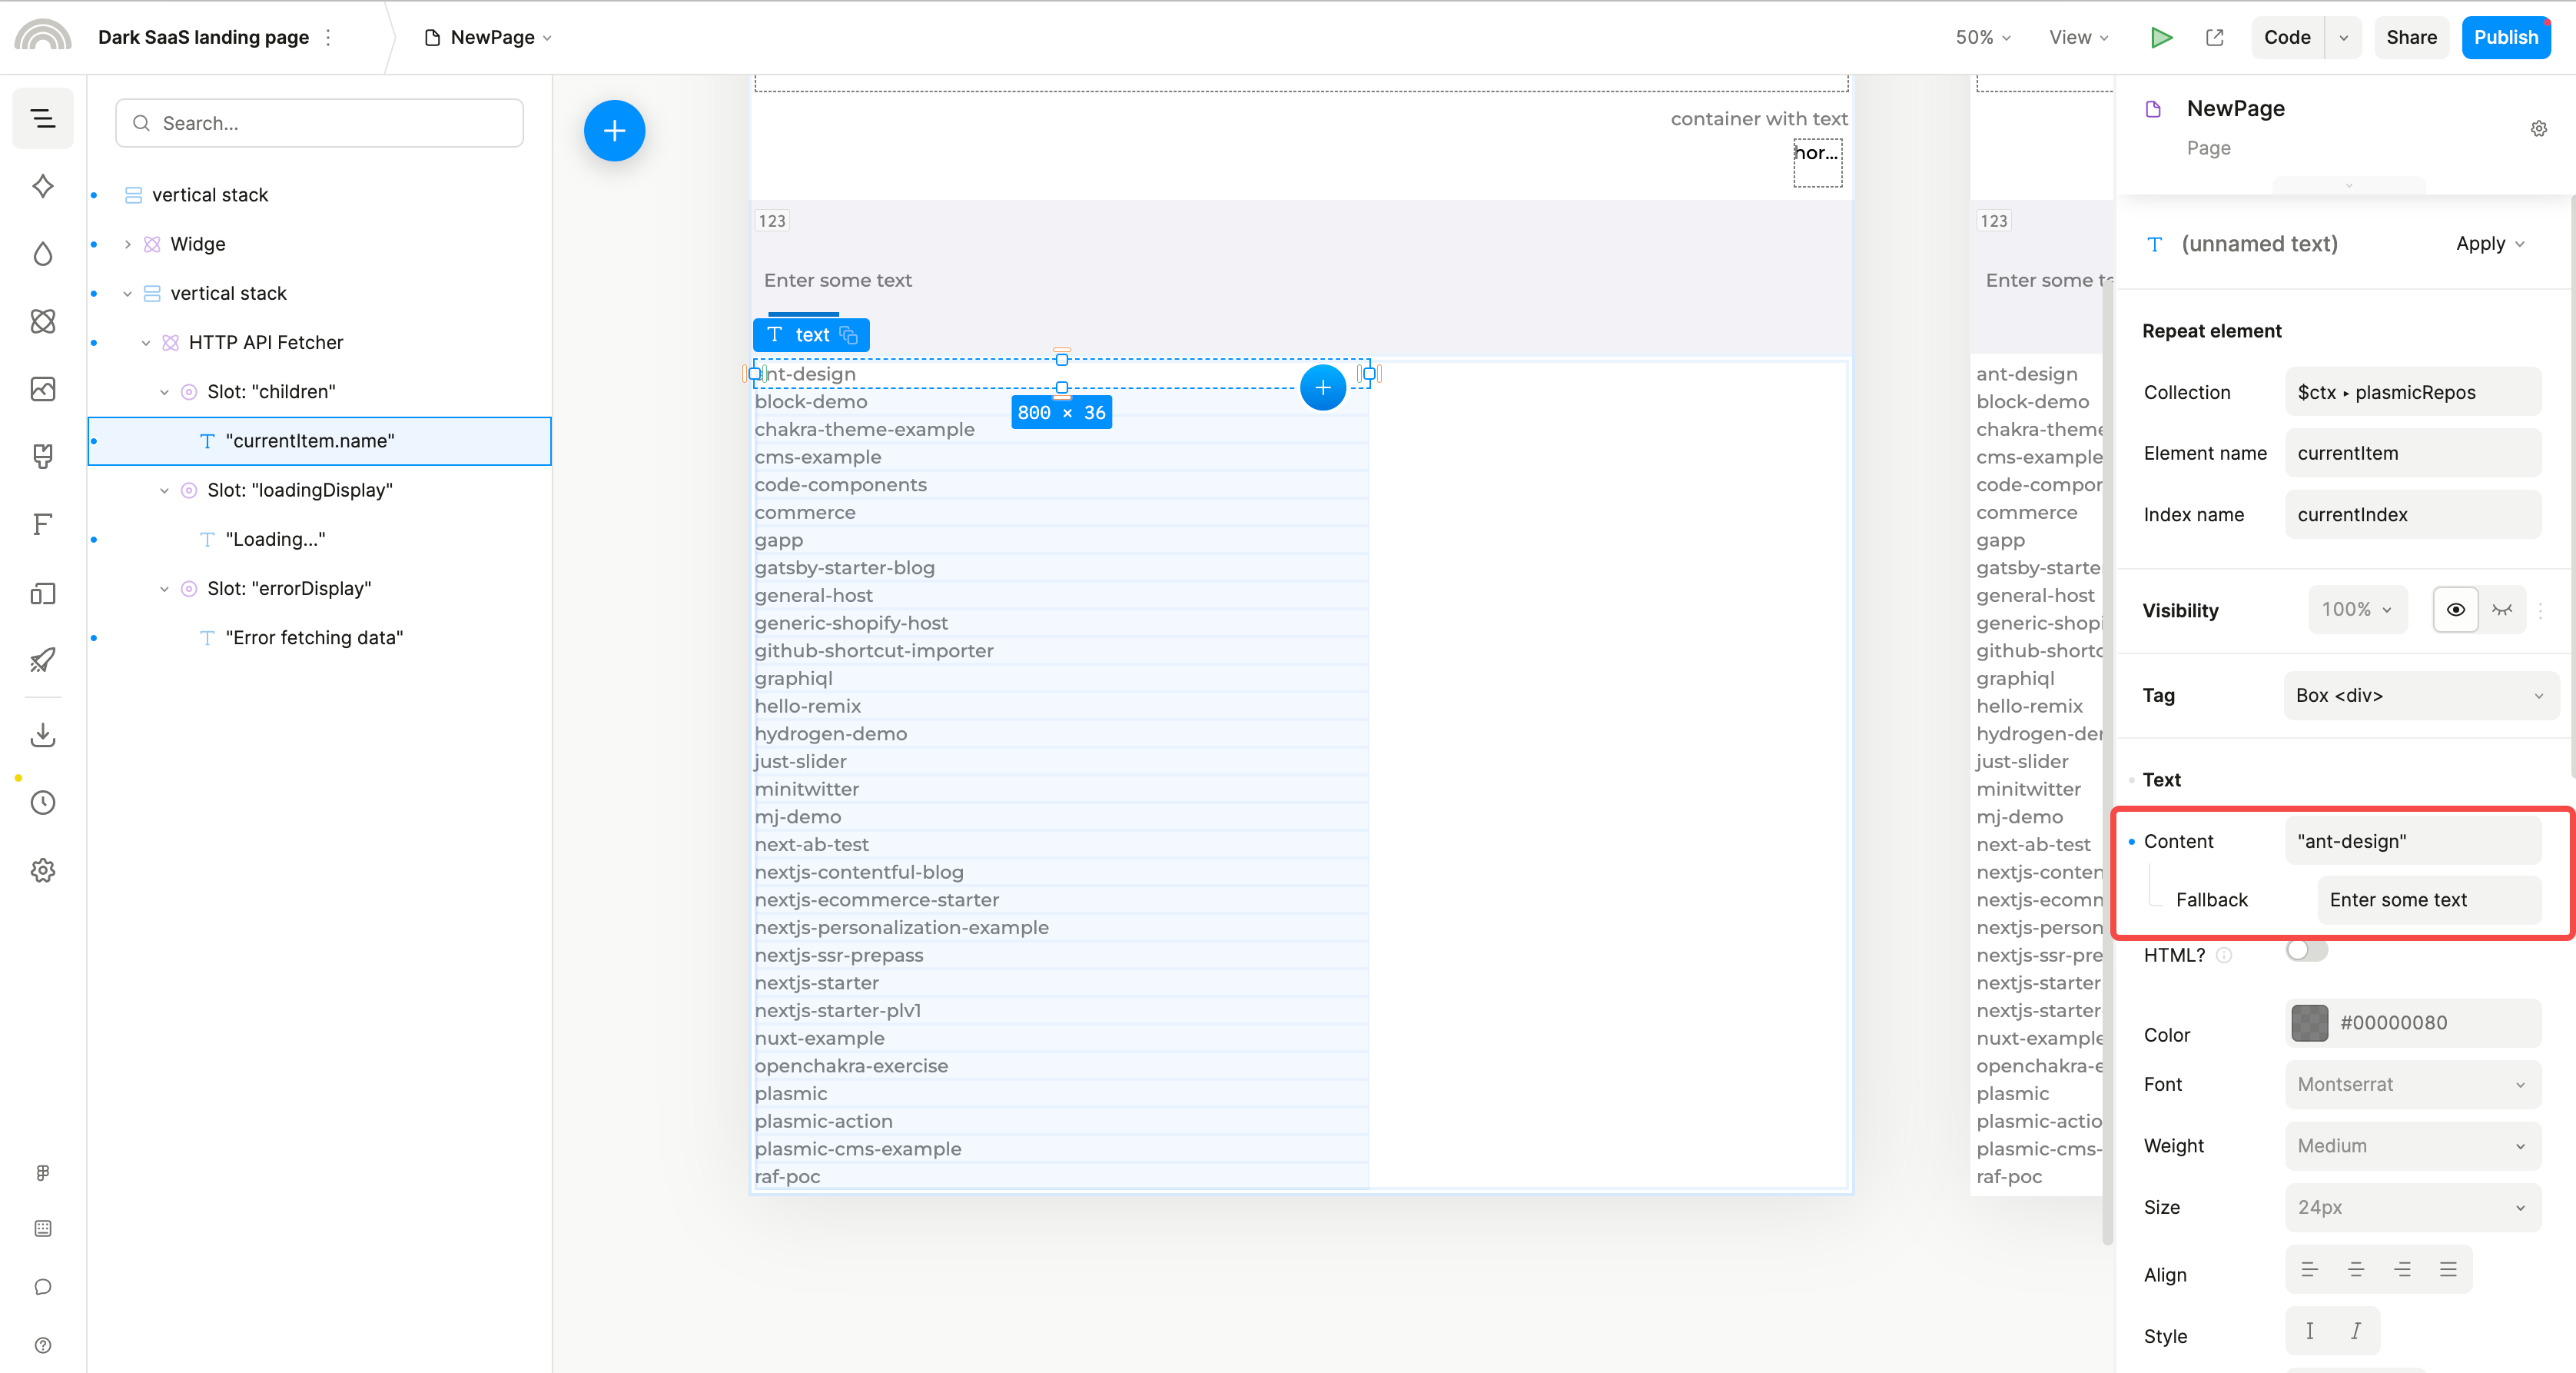 Dark SaaS landing page
NewPage
50%
View
Code
Share
Publish
Search...
vertical stack
Widge
vertical stack
HTTP API Fetcher
Slot: "children"
"currentItem.name"
Slot: "loadingDisplay"
"Loading..."
Slot: "errorDisplay"
"Error fetching data"
container with text
hor...
123
Enter some text
text
800 × 36
ant-design
block-demo
chakra-theme-example
cms-example
code-components
commerce
gapp
gatsby-starter-blog
general-host
generic-shopify-host
github-shortcut-importer
graphiql
hello-remix
hydrogen-demo
just-slider
minitwitter
mj-demo
next-ab-test
nextjs-contentful-blog
nextjs-ecommerce-starter
nextjs-personalization-example
nextjs-ssr-prepass
nextjs-starter
nextjs-starter-plv1
nuxt-example
openchakra-exercise
plasmic
plasmic-action
plasmic-cms-example
raf-poc
123
Enter some te
ant-design
block-demo
chakra-theme
cms-example
code-compor
commerce
gapp
gatsby-starte
general-host
generic-shopi
github-shortc
graphiql
hello-remix
hydrogen-der
just-slider
minitwitter
mj-demo
next-ab-test
nextjs-conten
nextjs-ecomn
nextjs-person
nextjs-ssr-pre
nextjs-starter
nextjs-starter-
nuxt-example
openchakra-e
plasmic
plasmic-actio
plasmic-cms-
raf-poc
NewPage
Page
(unnamed text)
Apply
Repeat element
Collection
$ctx ▸ plasmicRepos
Element name
currentItem
Index name
currentIndex
Visibility
100%
Tag
Box <div>
Text
Content
"ant-design"
Fallback
Enter some text
HTML?
Color
#00000080
Font
Montserrat
Weight
Medium
Size
24px
Align
Style